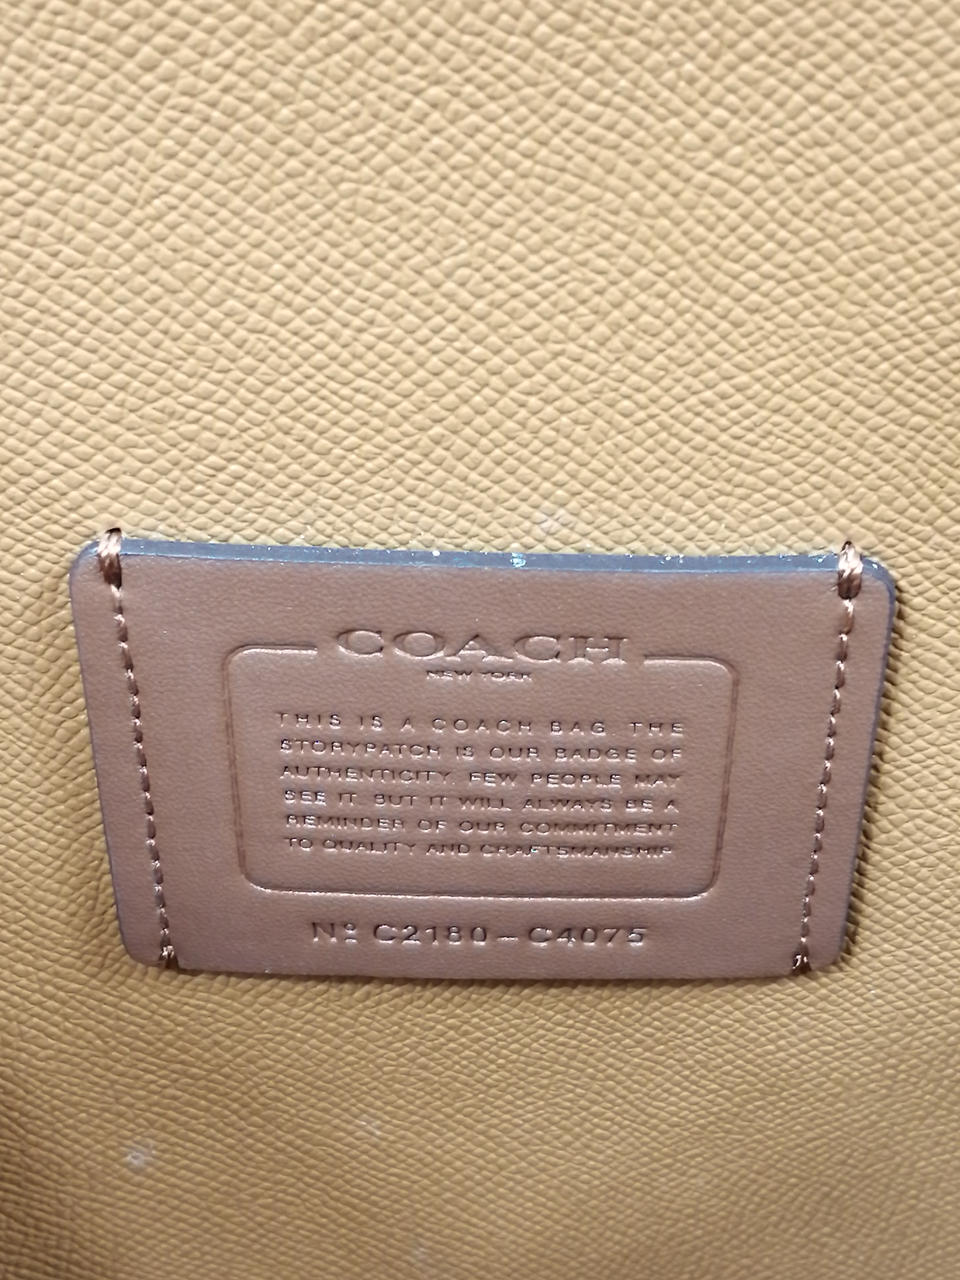 COACH
NEW YORK
THIS IS A COACH BAG. THE
STORYPATCH IS OUR BADGE OF
AUTHENTICITY. FEW PEOPLE MAY
SEE IT. BUT IT WILL ALWAYS BE A
REMINDER OF OUR COMMITMENT
TO QUALITY AND CRAFTSMANSHIP
Nº C2180-C4075